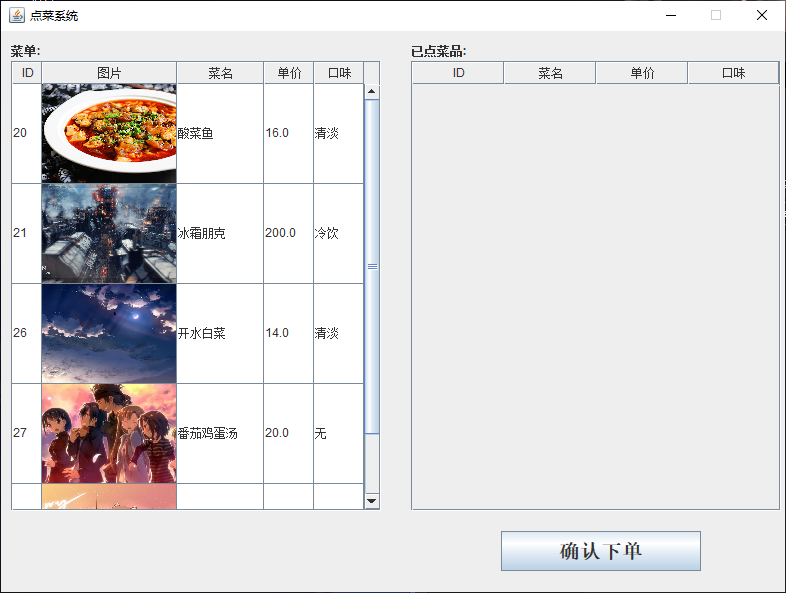 点菜系统
菜单:
ID 图片 菜名 单价 口味
20 酸菜鱼 16.0 清淡
21 冰霜朋克 200.0 冷饮
26 开水白菜 14.0 清淡
27 番茄鸡蛋汤 20.0 无
已点菜品:
ID 菜名 单价 口味
确认下单